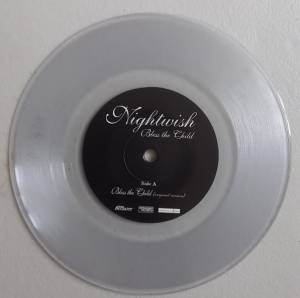 Nightwish
Bless the Child
Side A
Bless the Child (original version)